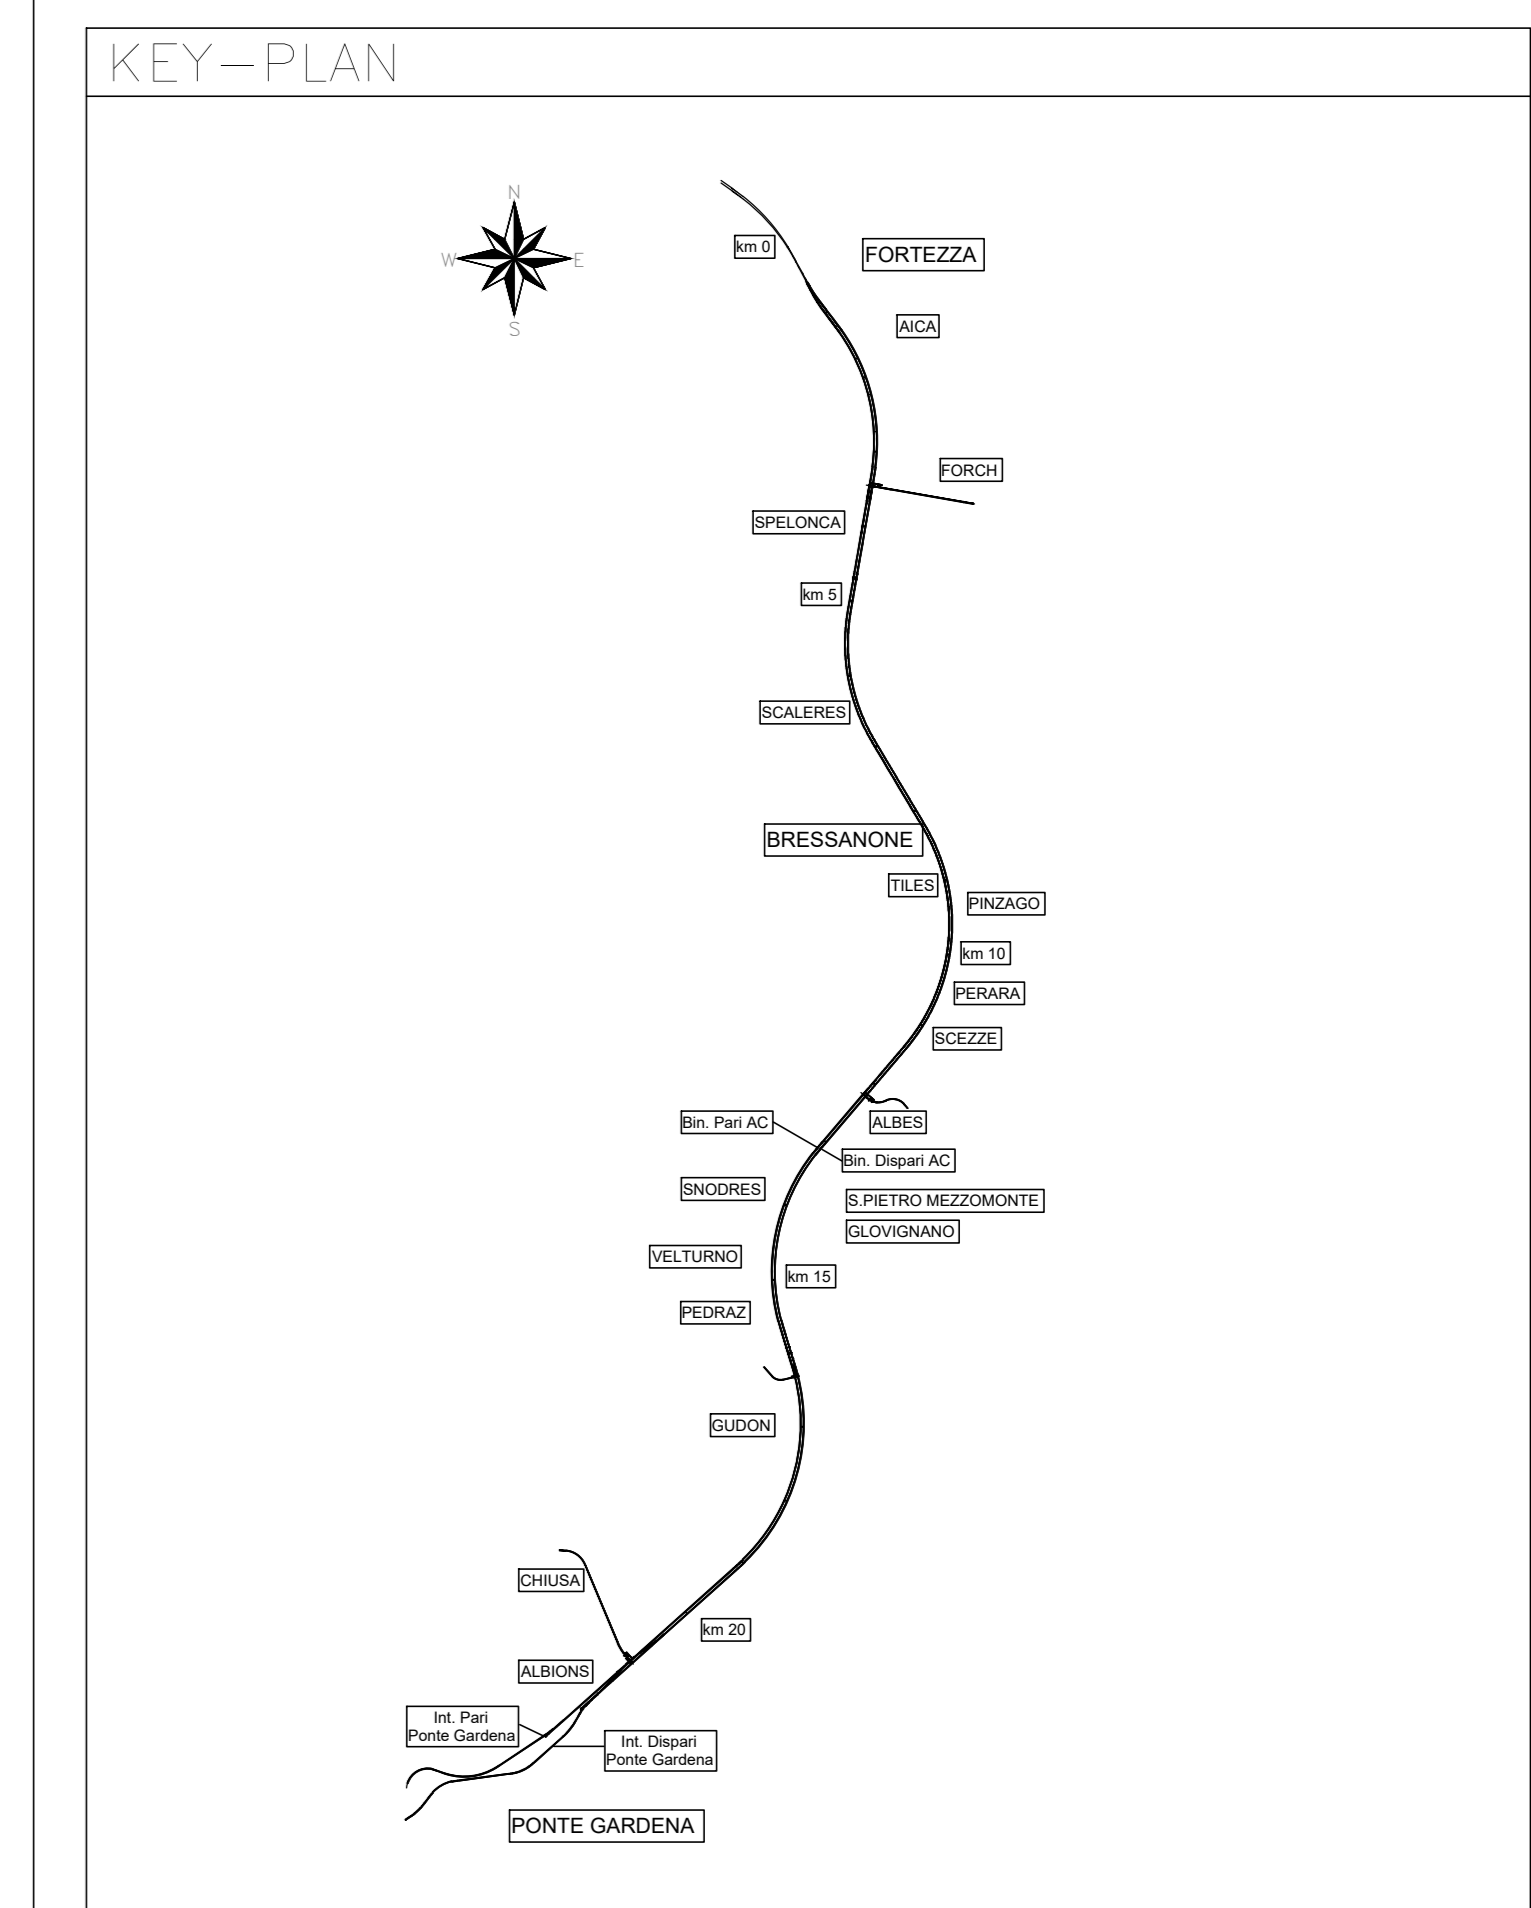 KEY-PLAN
N
W
E
S
km 0
FORTEZZA
AICA
FORCH
SPELONCA
km 5
SCALERES
BRESSANONE
TILES
PINZAGO
km 10
PERARA
SCEZZE
Bin. Pari AC
ALBES
Bin. Dispari AC
SNODRES
S.PIETRO MEZZOMONTE
GLOVIGNANO
VELTURNO
km 15
PEDRAZ
GUDON
CHIUSA
km 20
ALBIONS
Int. Pari
Ponte Gardena
Int. Dispari
Ponte Gardena
PONTE GARDENA